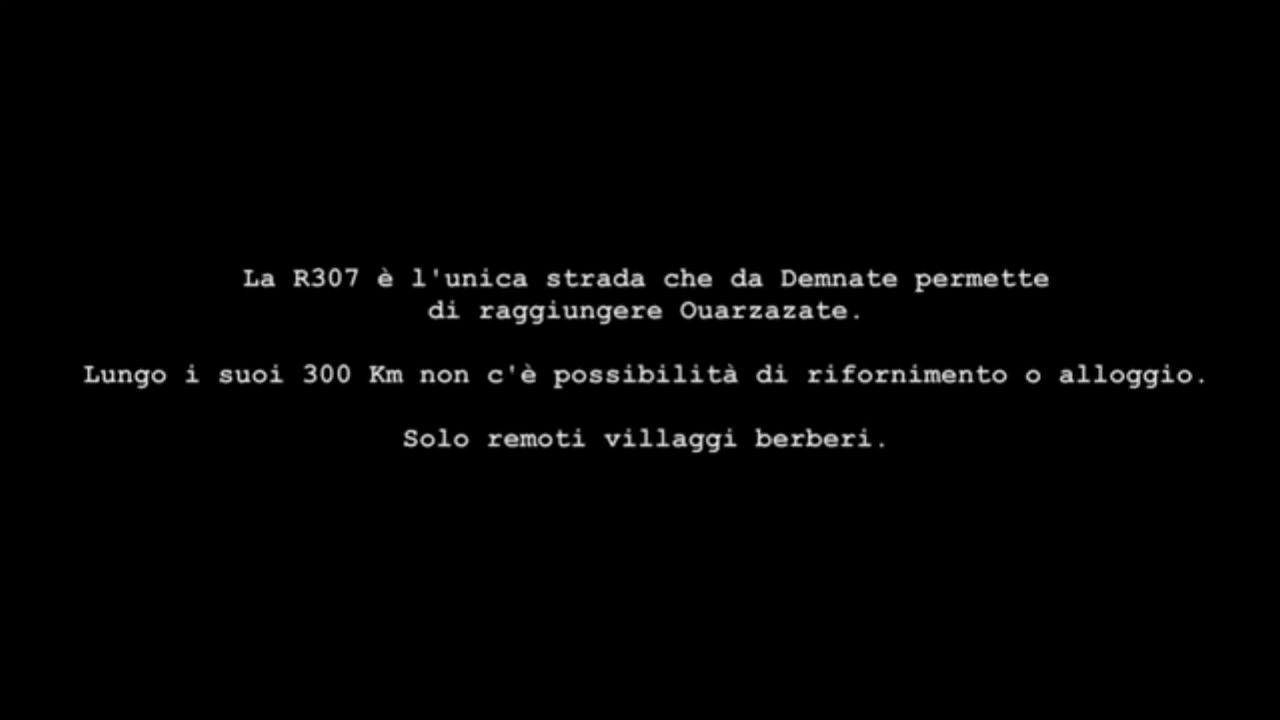 La R307 è l'unica strada che da Demnate permette
di raggiungere Ouarzazate.
Lungo i suoi 300 Km non c'è possibilità di rifornimento o alloggio.
Solo remoti villaggi berberi.